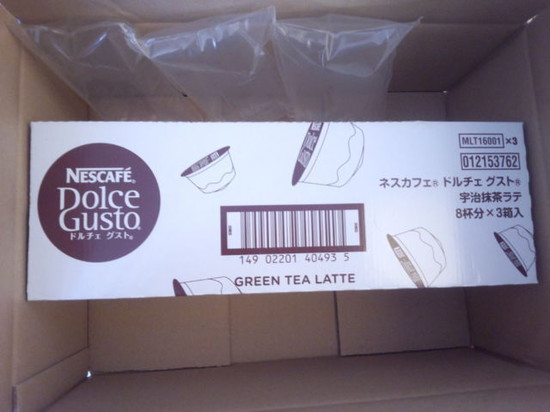 NESCAFÉ®
Dolce
Gusto®
ドルチェ グスト®
149 02201 40493 5
GREEN TEA LATTE
MLT16001 ×3
012153762
ネスカフェ® ドルチェ グスト®
宇治抹茶ラテ
8杯分×3箱入